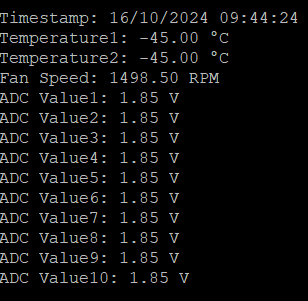 Timestamp: 16/10/2024 09:44:24
Temperature1: -45.00 °C
Temperature2: -45.00 °C
Fan Speed: 1498.50 RPM
ADC Value1: 1.85 V
ADC Value2: 1.85 V
ADC Value3: 1.85 V
ADC Value4: 1.85 V
ADC Value5: 1.85 V
ADC Value6: 1.85 V
ADC Value7: 1.85 V
ADC Value8: 1.85 V
ADC Value9: 1.85 V
ADC Value10: 1.85 V